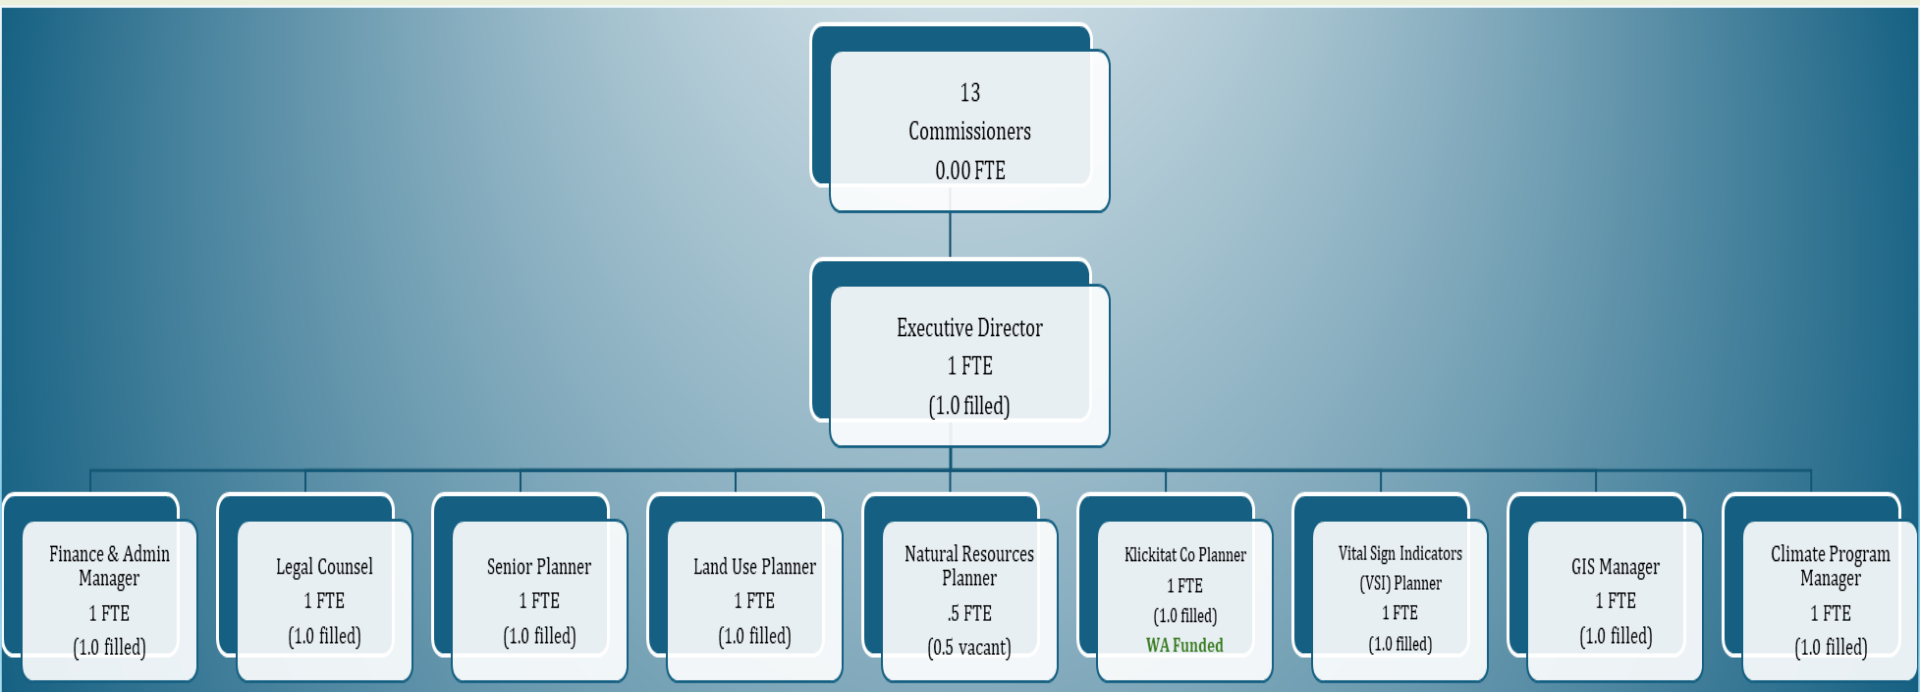 13
Commissioners
0.00 FTE
Executive Director
1 FTE
(1.0 filled)
Finance & Admin
Manager
1 FTE
(1.0 filled)
Legal Counsel
1 FTE
(1.0 filled)
Senior Planner
1 FTE
(1.0 filled)
Land Use Planner
1 FTE
(1.0 filled)
Natural Resources
Planner
.5 FTE
(0.5 vacant)
Klickitat Co Planner
1 FTE
(1.0 filled)
WA Funded
Vital Sign Indicators
(VSI) Planner
1 FTE
(1.0 filled)
GIS Manager
1 FTE
(1.0 filled)
Climate Program
Manager
1 FTE
(1.0 filled)